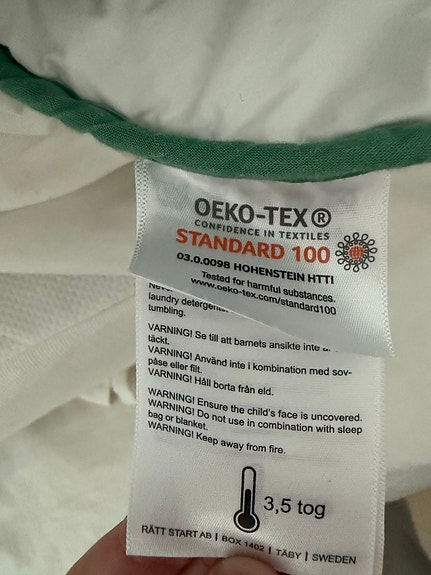 OEKO-TEX®
CONFIDENCE IN TEXTILES
STANDARD 100
03.0.0098 HOHENSTEIN HTTI
Tested for harmful substances.
www.oeko-tex.com/standard100
laundry
tumbling.
VARNING! Se till att barnets ansikte inte
täckt.
VARNING! Använd inte i kombination med sov-
påse eller filt.
VARNING! Håll borta från eld.
WARNING! Ensure the child's face is uncovered.
WARNING! Do not use in combination with sleep
bag or blanket.
WARNING! Keep away from fire.
3,5 tog
RÄTT START AB | BOX 1402 | TÄBY | SWEDEN